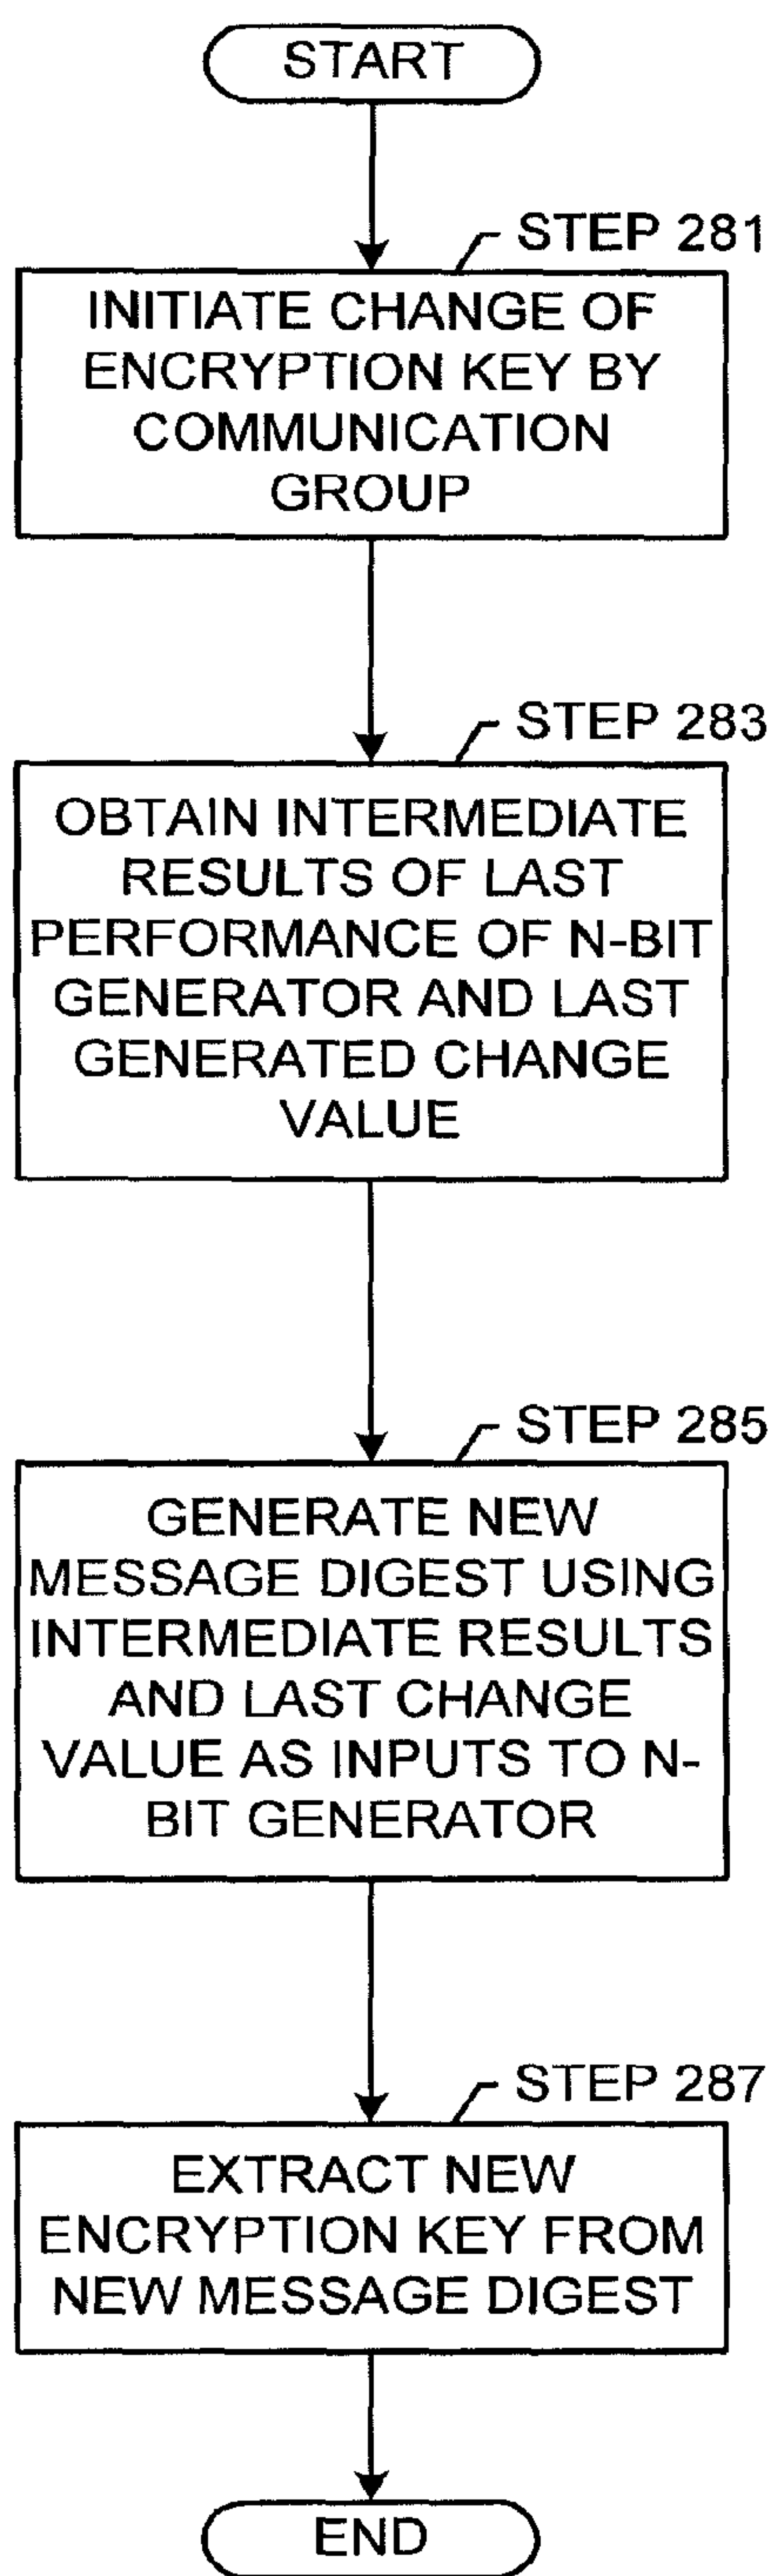 START
STEP 281
INITIATE CHANGE OF
ENCRYPTION KEY BY
COMMUNICATION
GROUP
STEP 283
OBTAIN INTERMEDIATE
RESULTS OF LAST
PERFORMANCE OF N-BIT
GENERATOR AND LAST
GENERATED CHANGE
VALUE
STEP 285
GENERATE NEW
MESSAGE DIGEST USING
INTERMEDIATE RESULTS
AND LAST CHANGE
VALUE AS INPUTS TO N-
BIT GENERATOR
STEP 287
EXTRACT NEW
ENCRYPTION KEY FROM
NEW MESSAGE DIGEST
END